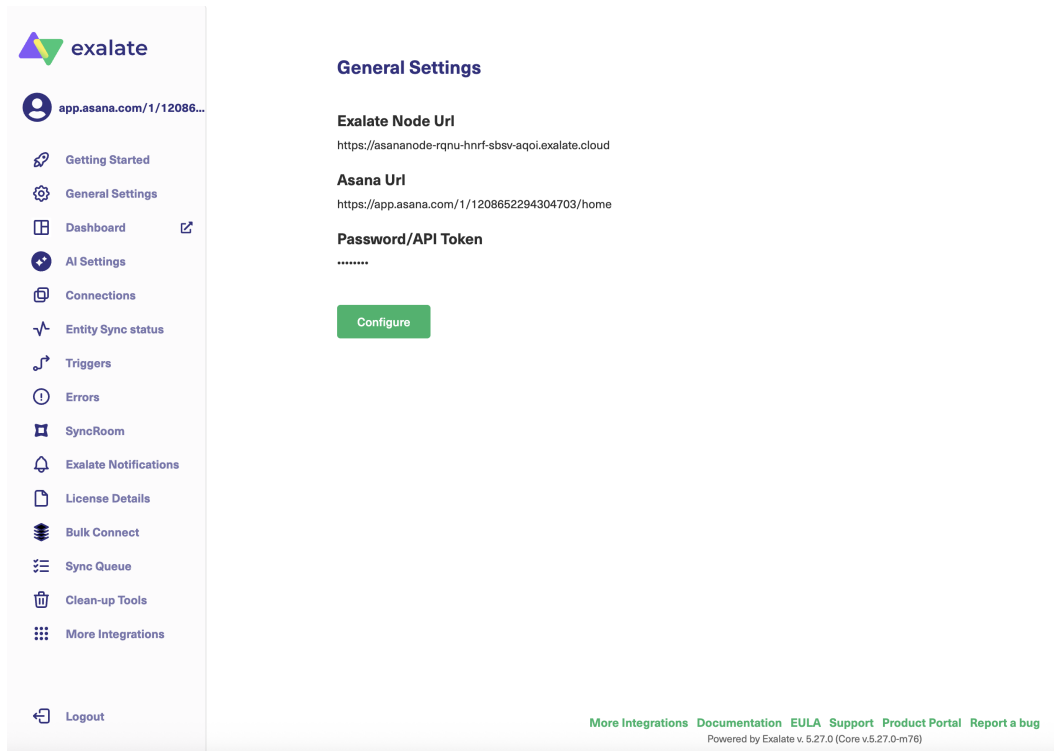 exalate
app.asana.com/1/12086...
Getting Started
General Settings
Dashboard
AI Settings
Connections
Entity Sync status
Triggers
Errors
SyncRoom
Exalate Notifications
License Details
Bulk Connect
Sync Queue
Clean-up Tools
More Integrations
Logout
General Settings
Exalate Node Url
https://asananode-rqnu-hnrf-sbsv-aqoi.exalate.cloud
Asana Url
https://app.asana.com/1/1208652294304703/home
Password/API Token
••••••••
Configure
More Integrations Documentation EULA Support Product Portal Report a bug
Powered by Exalate v. 5.27.0 (Core v.5.27.0-m76)